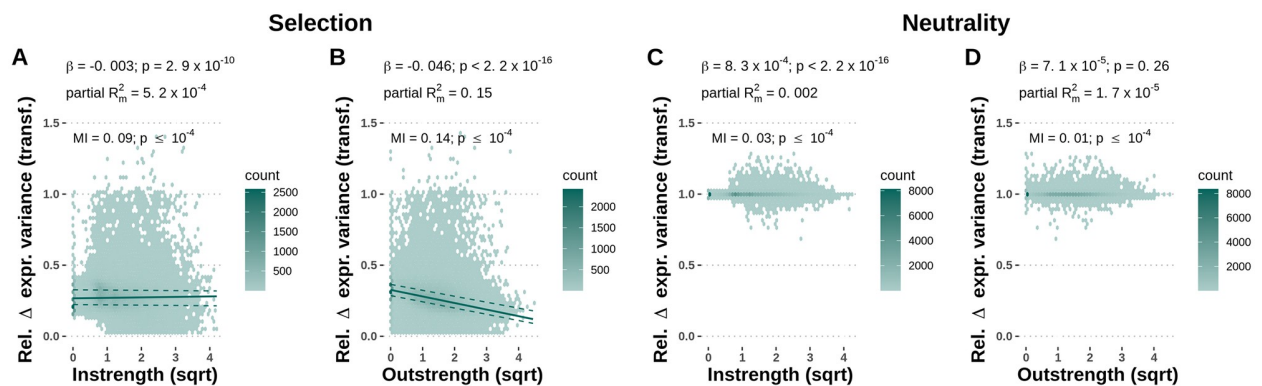 Selection
Neutrality
A
β = -0. 003; p = 2. 9 x 10^-10
partial R²m = 5. 2 x 10^-4
MI = 0. 09; p ≤ 10^-4
Rel. Δ expr. variance (transf.)
1.5
1.0
0.5
0.0
0 1 2 3 4
Instrength (sqrt)
count
2500
2000
1500
1000
500
B
β = -0. 046; p < 2. 2 x 10^-16
partial R²m = 0. 15
MI = 0. 14; p ≤ 10^-4
Rel. Δ expr. variance (transf.)
1.5
1.0
0.5
0.0
0 1 2 3 4
Outstrength (sqrt)
count
2000
1500
1000
500
C
β = 8. 3 x 10^-4; p < 2. 2 x 10^-16
partial R²m = 0. 002
MI = 0. 03; p ≤ 10^-4
Rel. Δ expr. variance (transf.)
1.5
1.0
0.5
0.0
0 1 2 3 4
Instrength (sqrt)
count
8000
6000
4000
2000
D
β = 7. 1 x 10^-5; p = 0. 26
partial R²m = 1. 7 x 10^-5
MI = 0. 01; p ≤ 10^-4
Rel. Δ expr. variance (transf.)
1.5
1.0
0.5
0.0
0 1 2 3 4
Outstrength (sqrt)
count
8000
6000
4000
2000